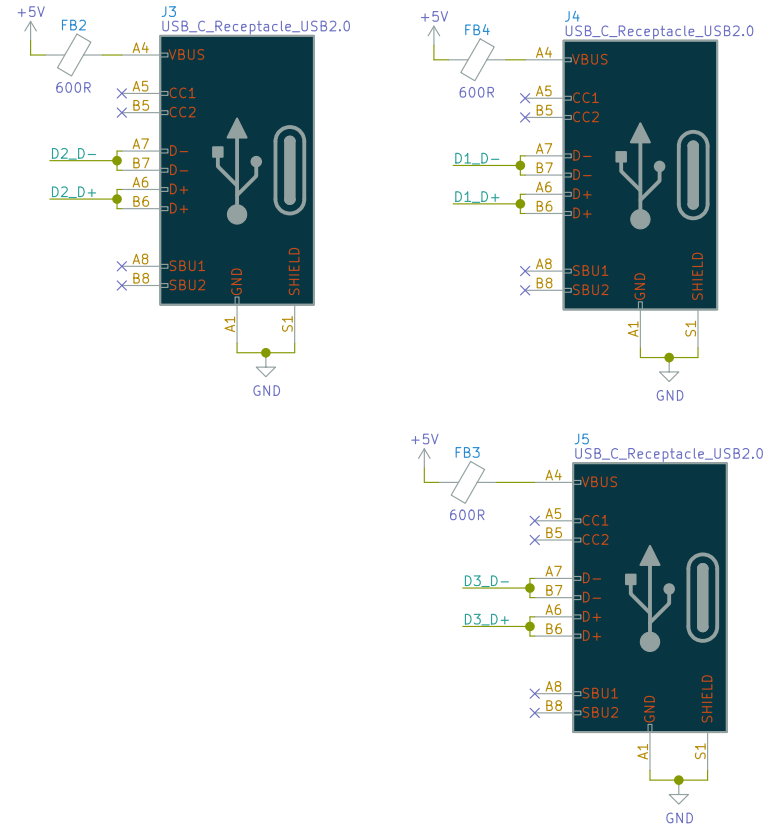 J3
USB_C_Receptacle_USB2.0
+5V
FB2
600R
A4
VBUS
A5
CC1
B5
CC2
D2_D-
A7
D-
B7
D-
D2_D+
A6
D+
B6
D+
A8
SBU1
B8
SBU2
GND
SHIELD
A1
S1
GND
J4
USB_C_Receptacle_USB2.0
+5V
FB4
600R
A4
VBUS
A5
CC1
B5
CC2
D1_D-
A7
D-
B7
D-
D1_D+
A6
D+
B6
D+
A8
SBU1
B8
SBU2
GND
SHIELD
A1
S1
GND
J5
USB_C_Receptacle_USB2.0
+5V
FB3
600R
A4
VBUS
A5
CC1
B5
CC2
D3_D-
A7
D-
B7
D-
D3_D+
A6
D+
B6
D+
A8
SBU1
B8
SBU2
GND
SHIELD
A1
S1
GND